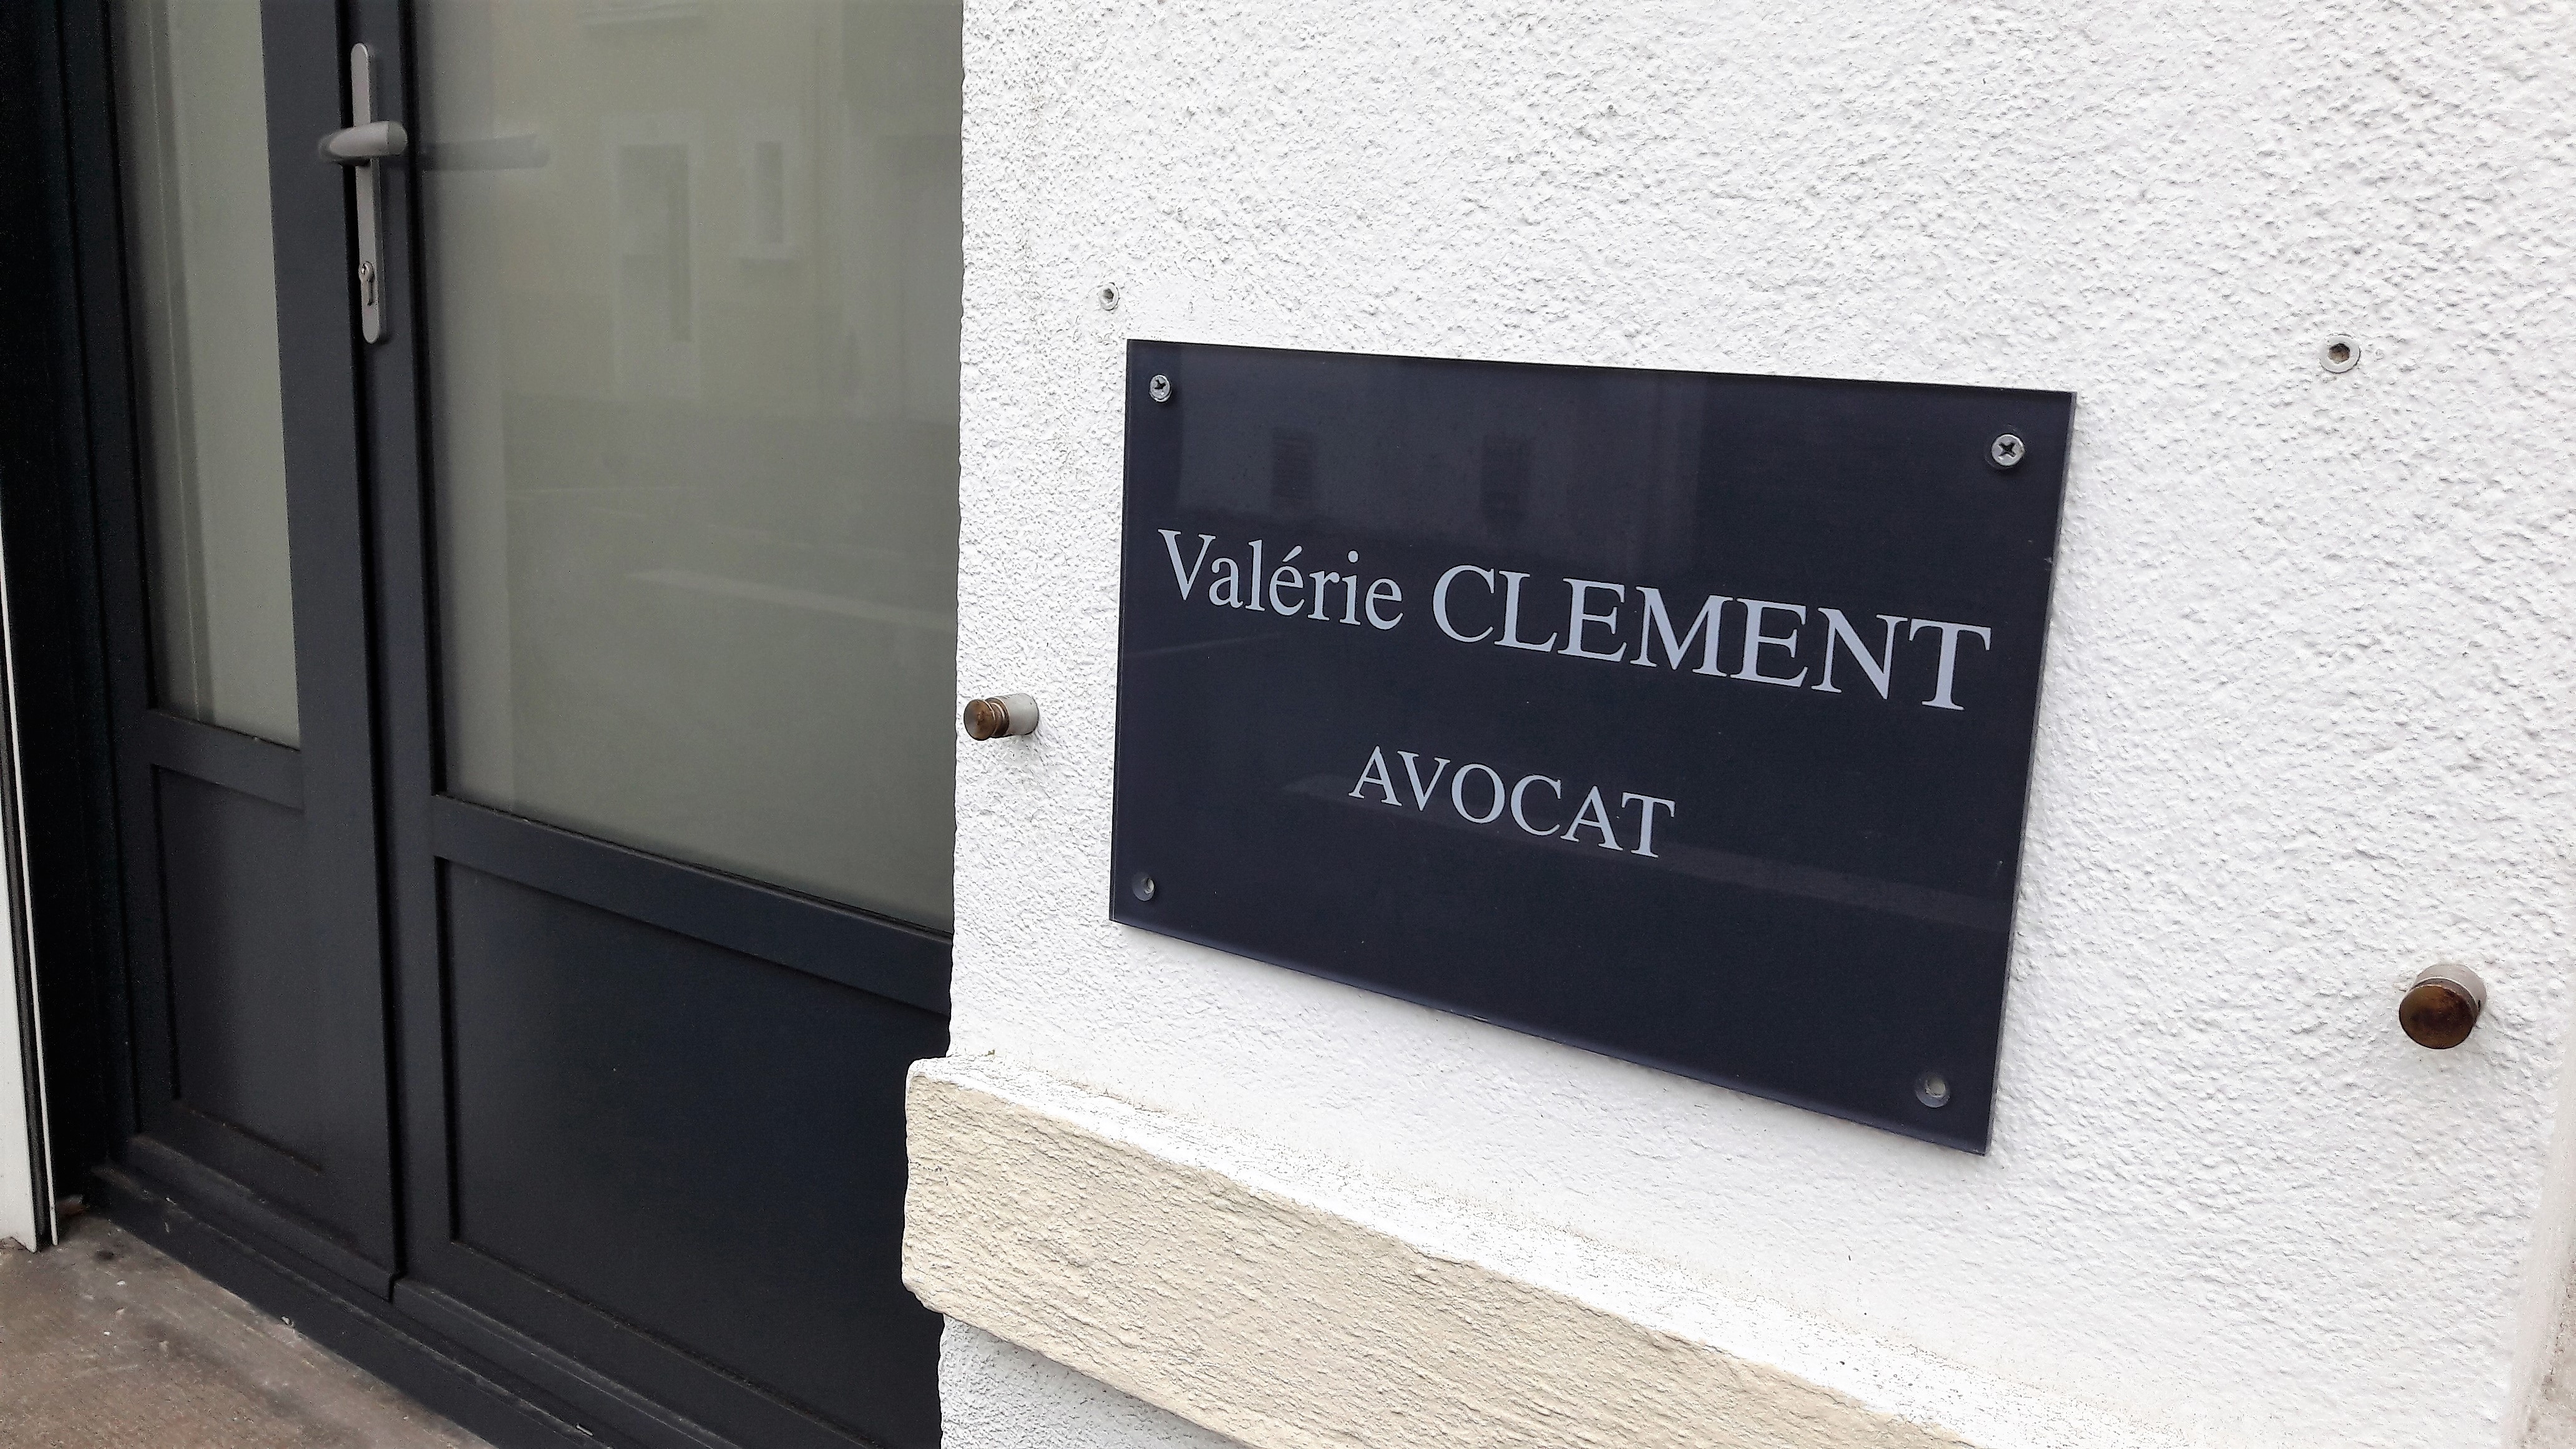 Valérie CLEMENT
AVOCAT